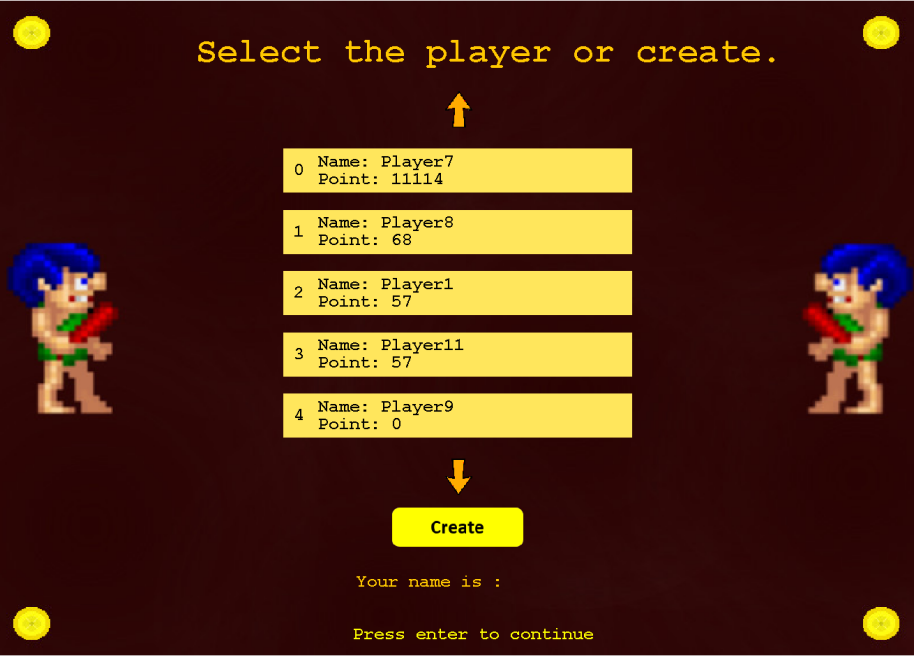 Select the player or create.
0
Name: Player7
Point: 11114
1
Name: Player8
Point: 68
2
Name: Player1
Point: 57
3
Name: Player11
Point: 57
4
Name: Player9
Point: 0
Create
Your name is :
Press enter to continue